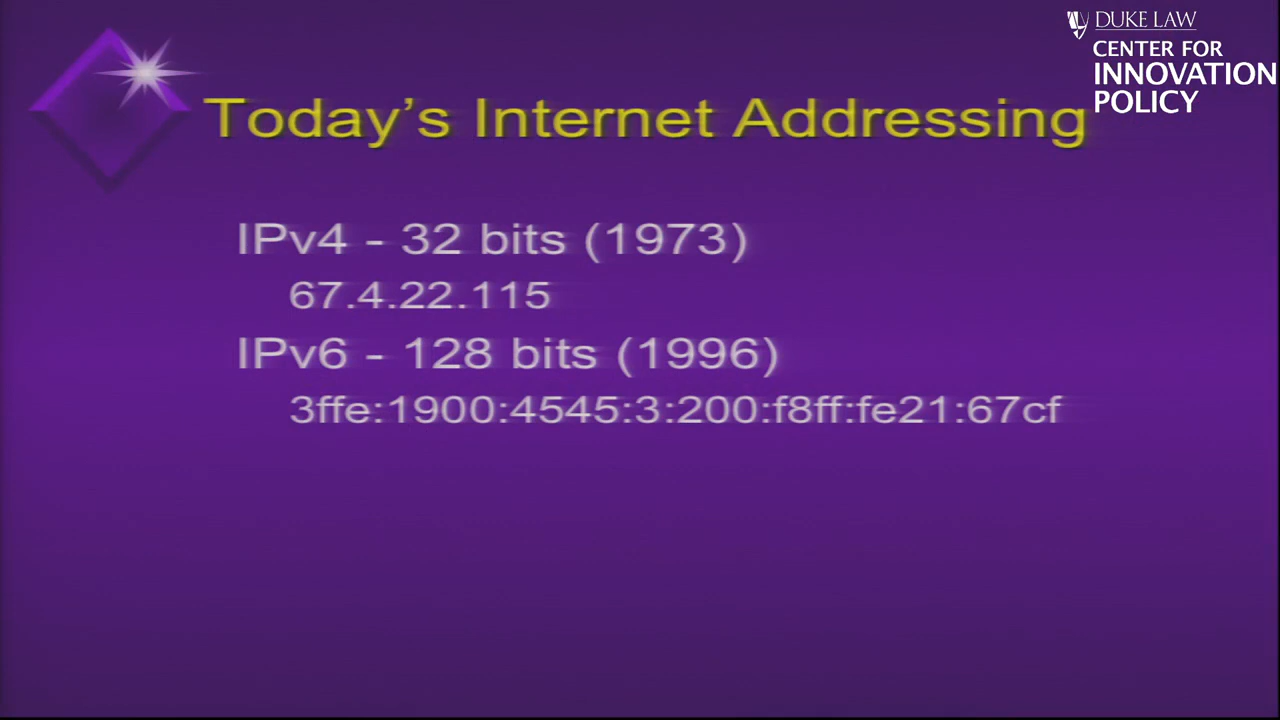 DUKE LAW
CENTER FOR
INNOVATION
POLICY
Today's Internet Addressing
IPv4 - 32 bits (1973)
67.4.22.115
IPv6 - 128 bits (1996)
3ffe:1900:4545:3:200:f8ff:fe21:67cf